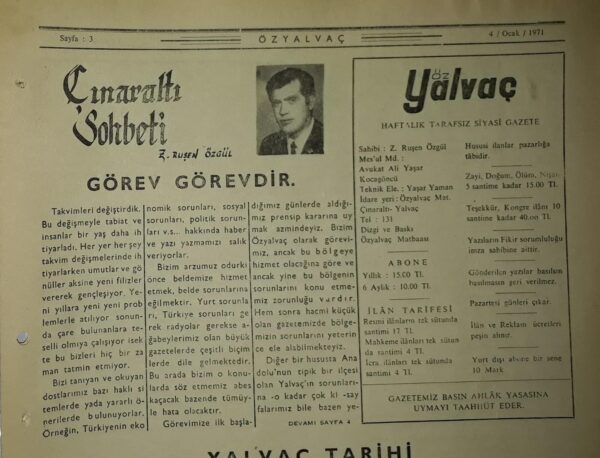 Sayfa : 3
ÖZYALVAÇ
4 / Ocak / 1971
Çınaraltı
Sohbeti
Z. RUŞEN ÖZGÜL
GÖREV GÖREVDİR.
Takvimleri değiştirdik.
Bu değişmeyle tabiat ve
insanlar bir yaş daha ih
tiyarladı. Her yer her şey
takvim değişmelerinde ih
tiyarlarken umutlar ve gö
nüller aksine yeni filizler
vererek gençleşiyor. Ye-
ni yıllara yeni yeni prob
lemlerle atılıyor sonun-
da çare bulunanlara te-
selli olmıya çalışıyor isek
te bu bizleri hiç bir za
man tatmin etmiyor.
Bizi tanıyan ve okuyan
dostlarımız bazı haklı si
temlerde yada yararlı ö-
nerilerde bulunuyorlar.
Örneğin, Türkiyenin eko
nomik sorunları, sosyal
sorunları, politik sorun-
ları v.s... hakkında haber
ve yazı yazmamızı salık
veriyorlar.
Bizim arzumuz odurki
önce beldemize hizmet
etmek, belde sorunlarına
eğilmektir. Yurt sorunla
rı, Türkiye sorunları ge
rek radyolar gerekse a-
ğabeylerimiz olan büyük
gazetelerde çeşitli biçim
lerde dile gelmektedir.
Bu arada bizim o konu-
larda söz etmemiz abes
kaçacak bazende tümüy-
le hata olacaktır.
Görevimize ilk başla-
dığımız günlerde aldığı-
mız prensip kararına uy
mak azmindeyiz. Bizim
Özyalvaç olarak görevi-
miz, ancak bu bölgeye
hizmet olacağına göre ve
ancak yine bu bölgenin
sorunlarını konu etme-
miz zorunluğu vardır.
Hem sonra hacmi küçük
olan gazetemizde bölge-
mizin sorunlarını yeterin
ce ele alabilmekteyiz.
Diğer bir hususta Ana
dolu'nun tipik bir ilçesi
olan Yalvaç'ın sorunları-
na -o kadar çok ki -say
falarımız bile bazen ye-
DEVAMI SAYFA 4
ÖZ
Yalvaç
HAFTALIK TARAFSIZ SİYASİ GAZETE
Sahibi : Z. Ruşen Özgül
Mes'ul Md :
Avukat Ali Yaşar
Kocagöncü
Teknik Ele. : Yaşar Yaman
İdare yeri : Özyalvaç Mat.
Çınaraltı- Yalvaç
Tel : 131
Dizgi ve Baskı
Özyalvaç Matbaası
ABONE
Yıllık : 15.00 Tl.
6 Aylık : 10.00 Tl.
İLÂN TARİFESİ
Resmi ilânların tek sütunda
santimi 17 Tl.
Mahkeme ilânları tek sütun
da santimi 4 Tl.
İcra ilânları tek sütunda
santimi 4 Tl.
Hususi ilanlar pazarlığa
tâbidir.
Zayi, Doğum, Ölüm, Nişan
5 santime kadar 15.00 Tl.
Teşekkür, Kongre ilânı 10
santime kadar 40.00 Tl.
Yazıların Fikir sorumluluğu
imza sahibine aittir.
Gönderilen yazılar basılsın
basılmasın geri verilmez.
Pazartesi günleri çıkar.
İlân ve Reklam ücretleri
peşin alınır.
Yurt dışı abone bir sene
10 Mark
GAZETEMİZ BASIN AHLÂK YASASINA
UYMAYI TAAHHÜT EDER.
YALVAÇ TARİHİ